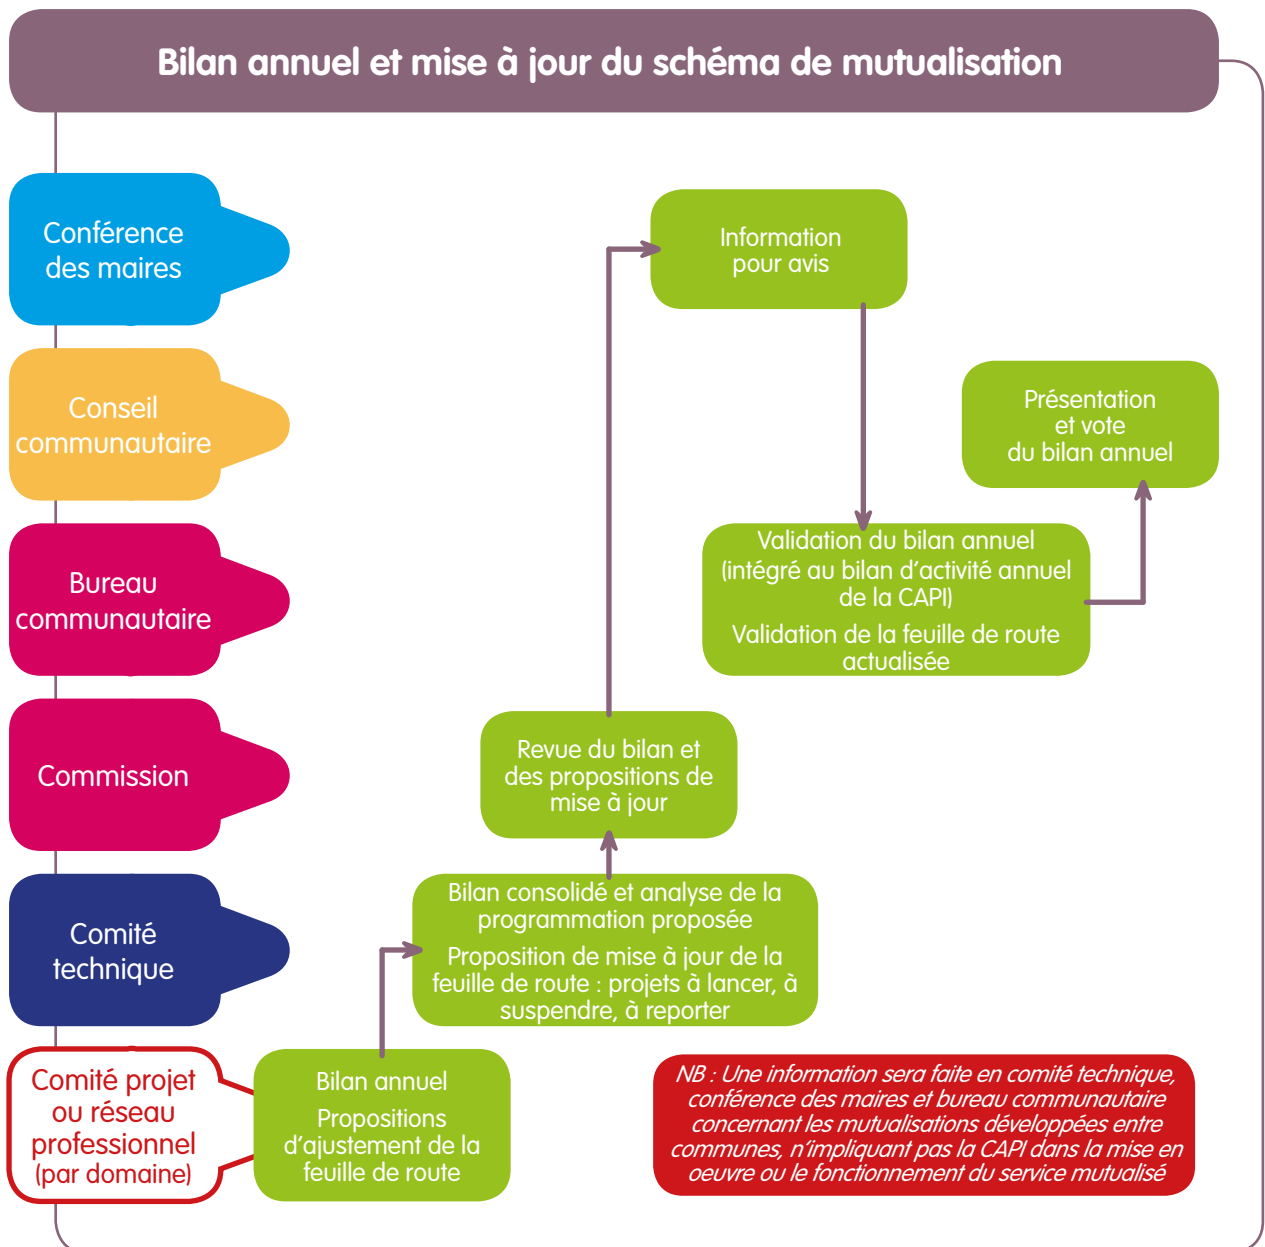 Bilan annuel et mise à jour du schéma de mutualisation
Conférence
des maires
Information
pour avis
Conseil
communautaire
Présentation
et vote
du bilan annuel
Bureau
communautaire
Validation du bilan annuel
(intégré au bilan d’activité annuel
de la CAPI)
Validation de la feuille de route
actualisée
Commission
Revue du bilan et
des propositions de
mise à jour
Comité
technique
Bilan consolidé et analyse de la
programmation proposée
Proposition de mise à jour de la
feuille de route : projets à lancer, à
suspendre, à reporter
Comité projet
ou réseau
professionnel
(par domaine)
Bilan annuel
Propositions
d’ajustement de la
feuille de route
NB : Une information sera faite en comité technique,
conférence des maires et bureau communautaire
concernant les mutualisations développées entre
communes, n’impliquant pas la CAPI dans la mise en
oeuvre ou le fonctionnement du service mutualisé